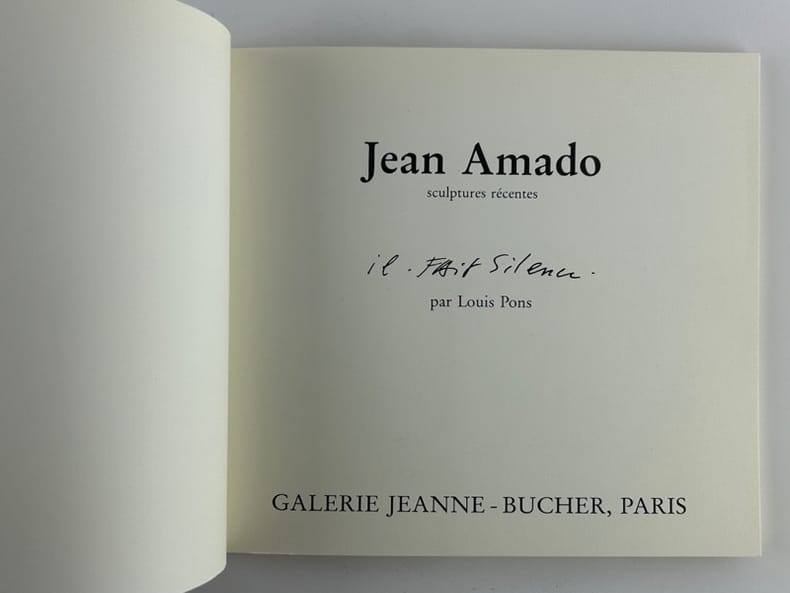 Jean Amado
sculptures récentes
il. Fait Silence.
par Louis Pons
GALERIE JEANNE-BUCHER, PARIS